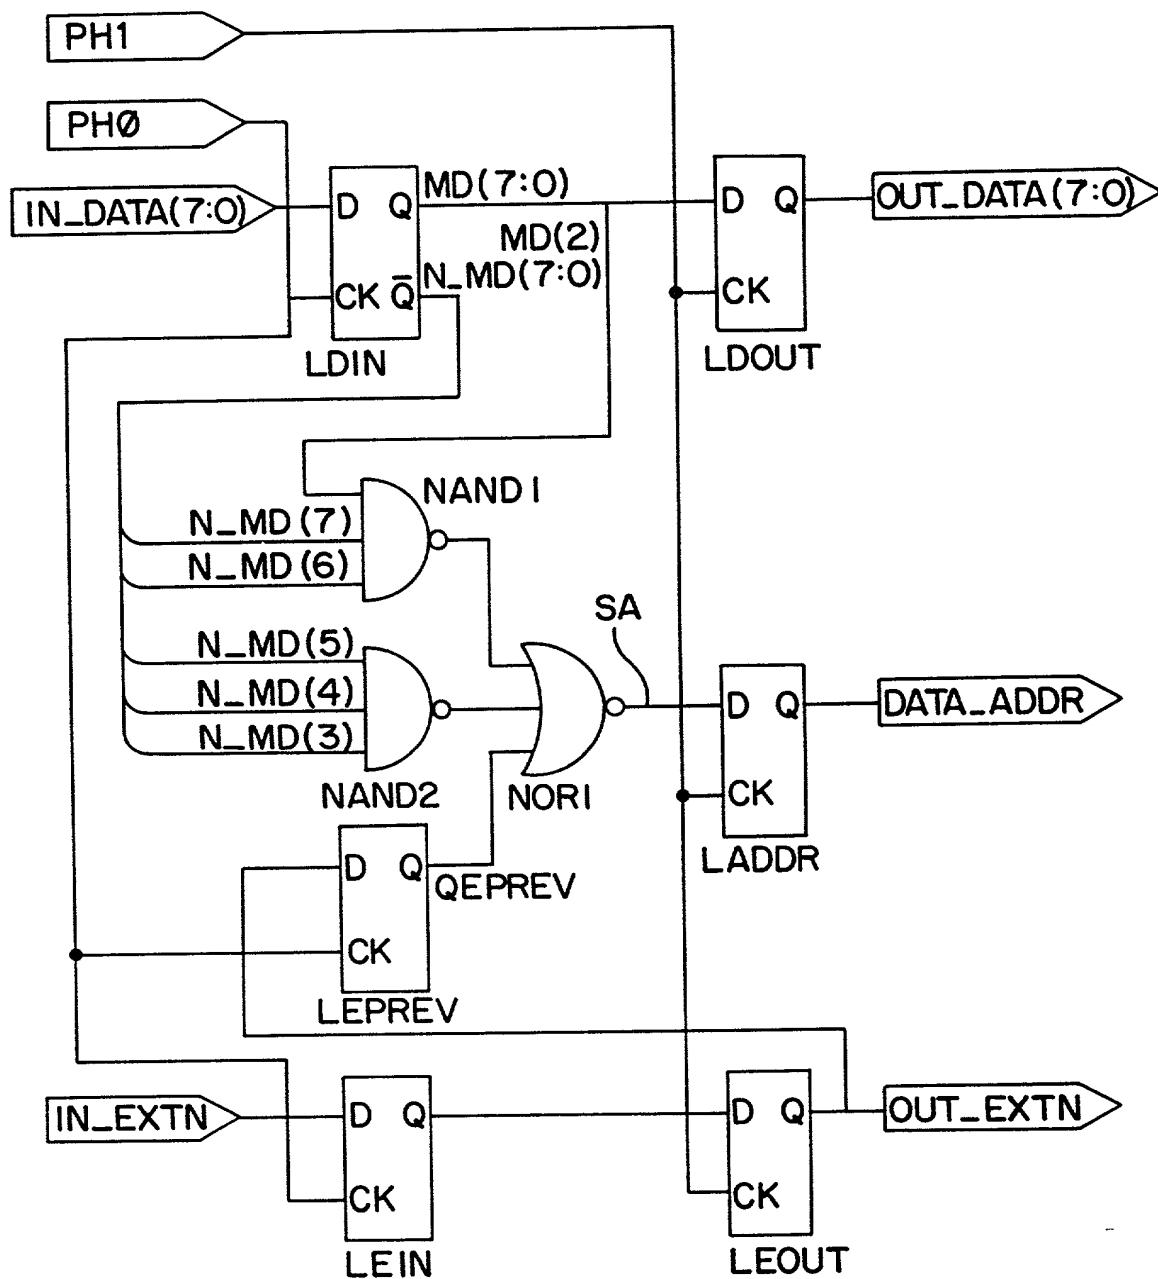 PH1
PHØ
IN_DATA(7:0)
D Q
CK Q̅
LDIN
MD(7:0)
MD(2)
N_MD(7:0)
D Q
CK
LDOUT
OUT_DATA(7:0)
NAND1
N_MD(7)
N_MD(6)
N_MD(5)
N_MD(4)
N_MD(3)
NAND2
NOR1
SA
D Q
CK
LADDR
DATA_ADDR
D Q
CK
QEPREV
LEPREV
IN_EXTN
D Q
CK
LEIN
D Q
CK
LEOUT
OUT_EXTN